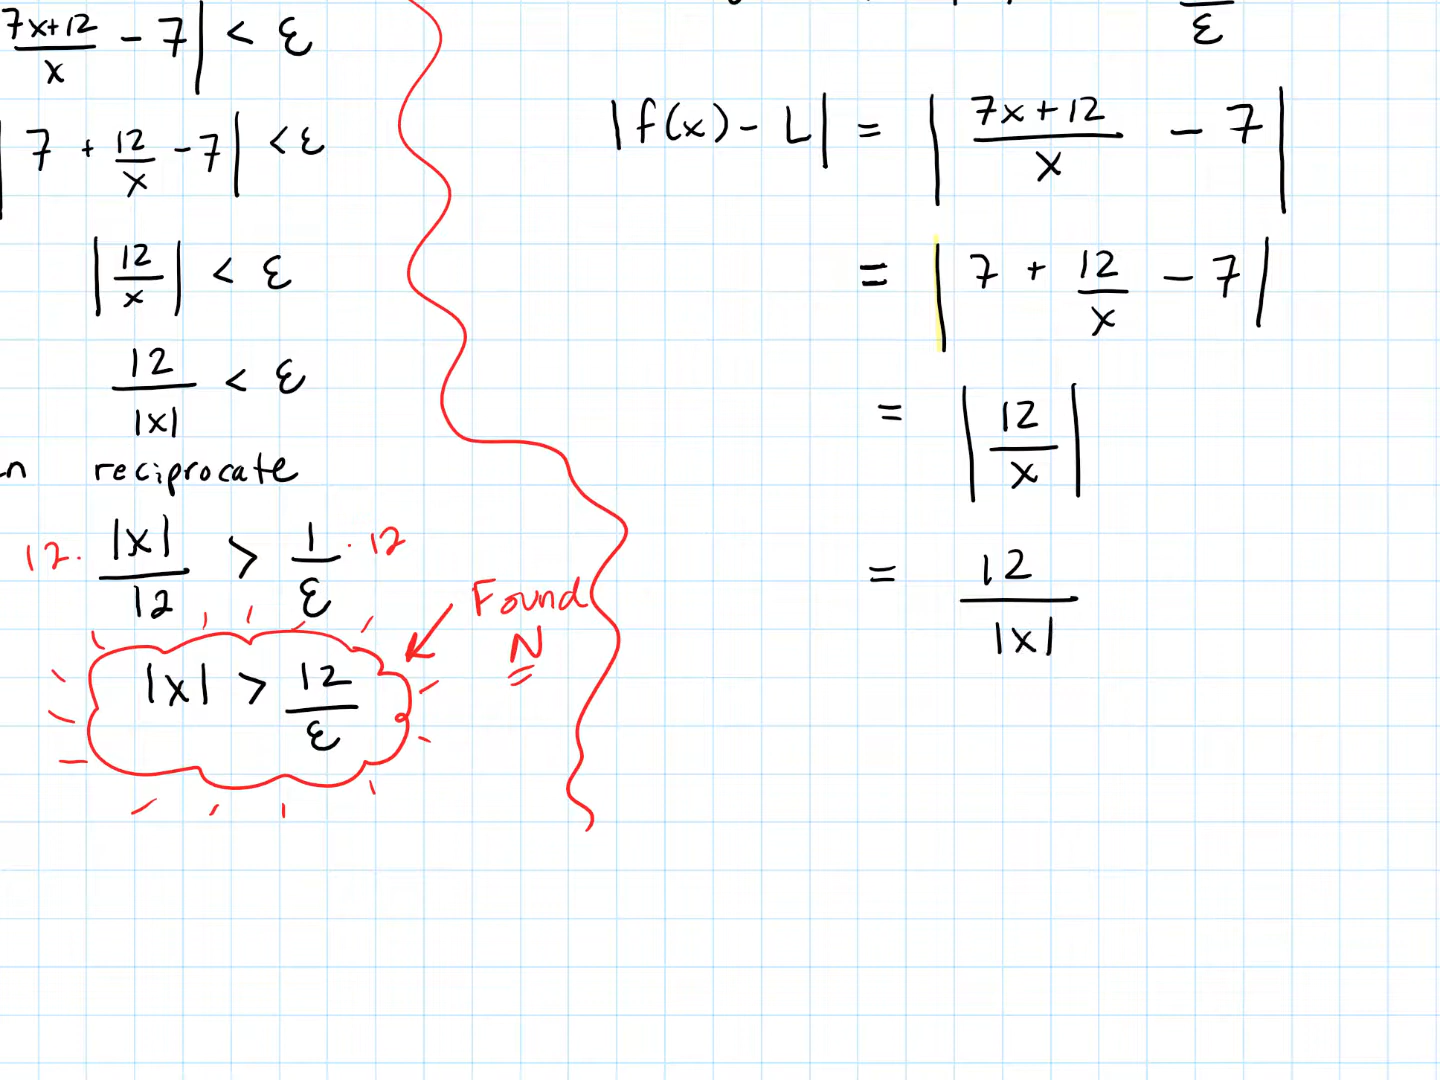 7x+12/x - 7| < ε
| 7 + 12/x - 7| < ε
|12/x| < ε
12/|x| < ε
n reciprocate
12 · |x|/12 > 1/ε · 12
|x| > 12/ε
Found
N
ε
|f(x) - L| = | 7x+12/x - 7|
= | 7 + 12/x - 7|
= |12/x|
= 12/|x|